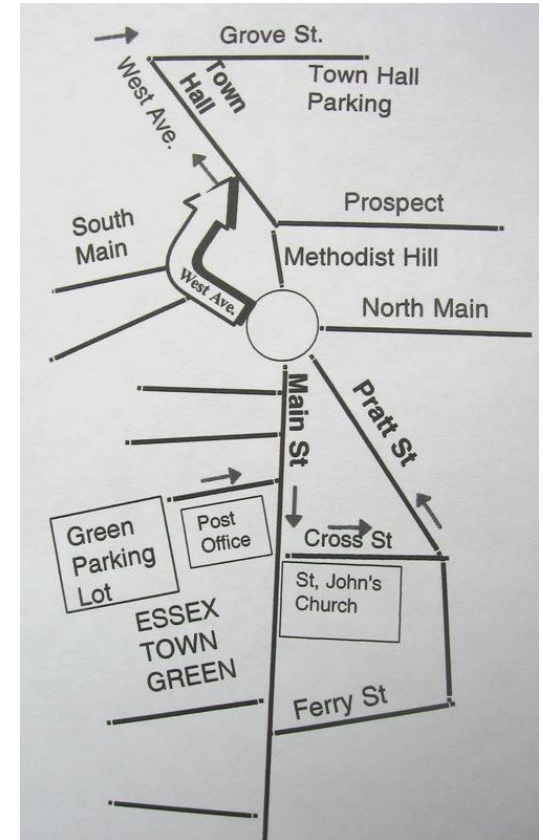 Grove St.
Town Hall
Parking
Town
Hall
West Ave.
Prospect
South
Main
Methodist Hill
West Ave.
North Main
Main St
Pratt St
Post
Office
Green
Parking
Lot
Cross St
St, John's
Church
ESSEX
TOWN
GREEN
Ferry St